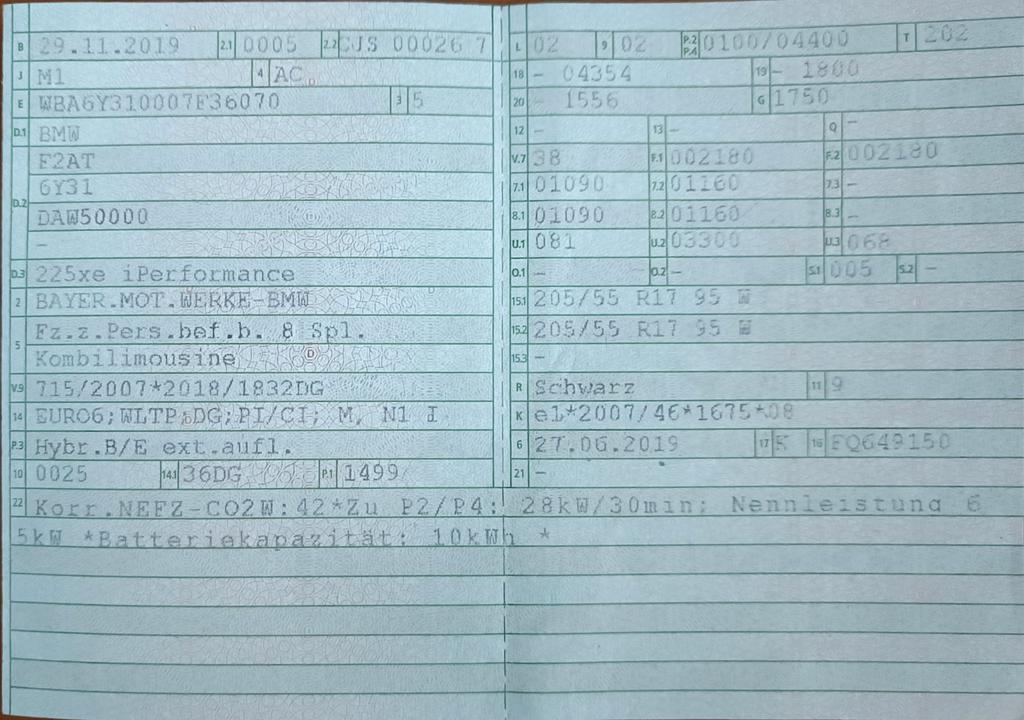 B 29.11.2019 2.1 0005 2.2 CJS 00026 7
J M1 4 AC
E WBA6Y310007F36070 3 5
D.1 BMW
F2AT
6Y31
D.2 DAW50000
–
D.3 225xe iPerformance
2 BAYER.MOT.WERKE-BMW
Fz.z.Pers.bef.b. 8 Spl.
5 Kombilimousine
V.9 715/2007*2018/1832DG
14 EURO6;WLTP;DG;PI/CI; M, N1 I
P.3 Hybr.B/E ext.aufl.
10 0025 14.1 36DG P.1 1499
L 02 9 02 P.2 P.4 0100/04400 T 202
18 – 04354 19 – 1800
20 – 1556 G 1750
12 – 13 – Q –
V.7 38 F.1 002180 F.2 002180
7.1 01090 7.2 01160 7.3 –
8.1 01090 8.2 01160 8.3 –
U.1 081 U.2 03300 U.3 068
O.1 – O.2 – S.1 005 S.2 –
15.1 205/55 R17 95 W
15.2 205/55 R17 95 W
15.3 –
R Schwarz 11 9
K e1*2007/46*1675*08
6 27.06.2019 17 K 16 FQ649150
21 –
22 Korr.NEFZ-CO2W:42*Zu P2/P4: 28kW/30min; Nennleistung 6
5kW *Batteriekapazität: 10kWh *